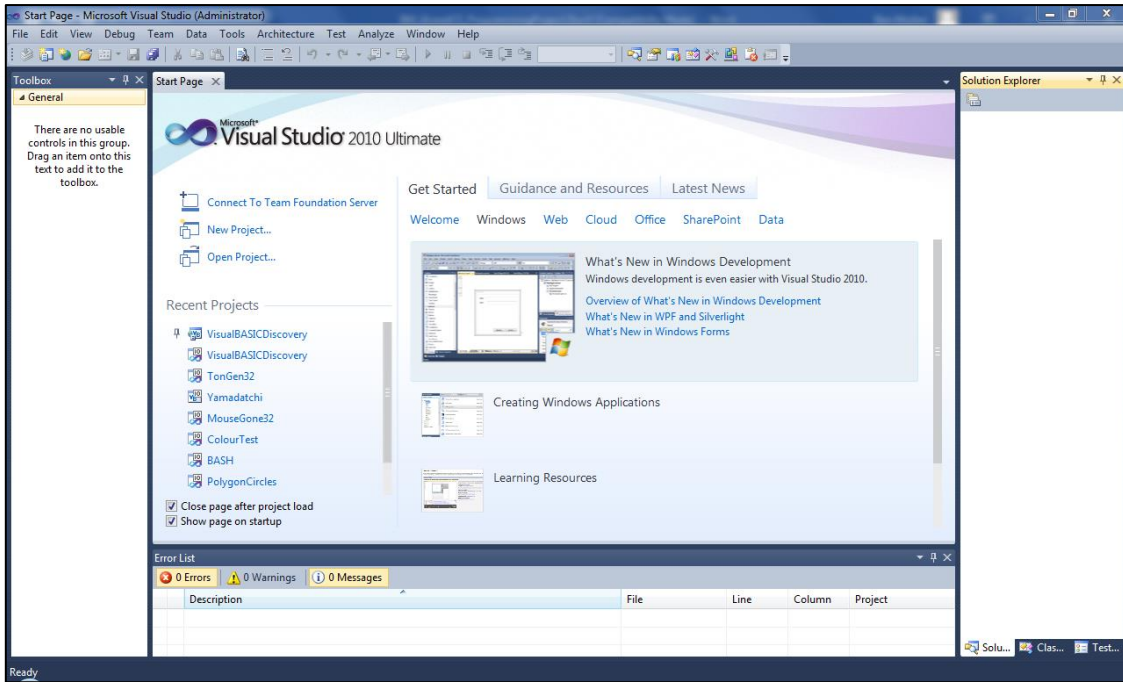 Start Page - Microsoft Visual Studio (Administrator)
File Edit View Debug Team Data Tools Architecture Test Analyze Window Help
Toolbox
General
There are no usable
controls in this group.
Drag an item onto this
text to add it to the
toolbox.
Start Page
Microsoft®
Visual Studio® 2010 Ultimate
Connect To Team Foundation Server
New Project...
Open Project...
Recent Projects
VisualBASICDiscovery
VisualBASICDiscovery
TonGen32
Yamadatchi
MouseGone32
ColourTest
BASH
PolygonCircles
Close page after project load
Show page on startup
Get Started Guidance and Resources Latest News
Welcome Windows Web Cloud Office SharePoint Data
What's New in Windows Development
Windows development is even easier with Visual Studio 2010.
Overview of What's New in Windows Development
What's New in WPF and Silverlight
What's New in Windows Forms
Creating Windows Applications
Learning Resources
Error List
0 Errors 0 Warnings 0 Messages
Description File Line Column Project
Solution Explorer
Solu... Clas... Test...
Ready